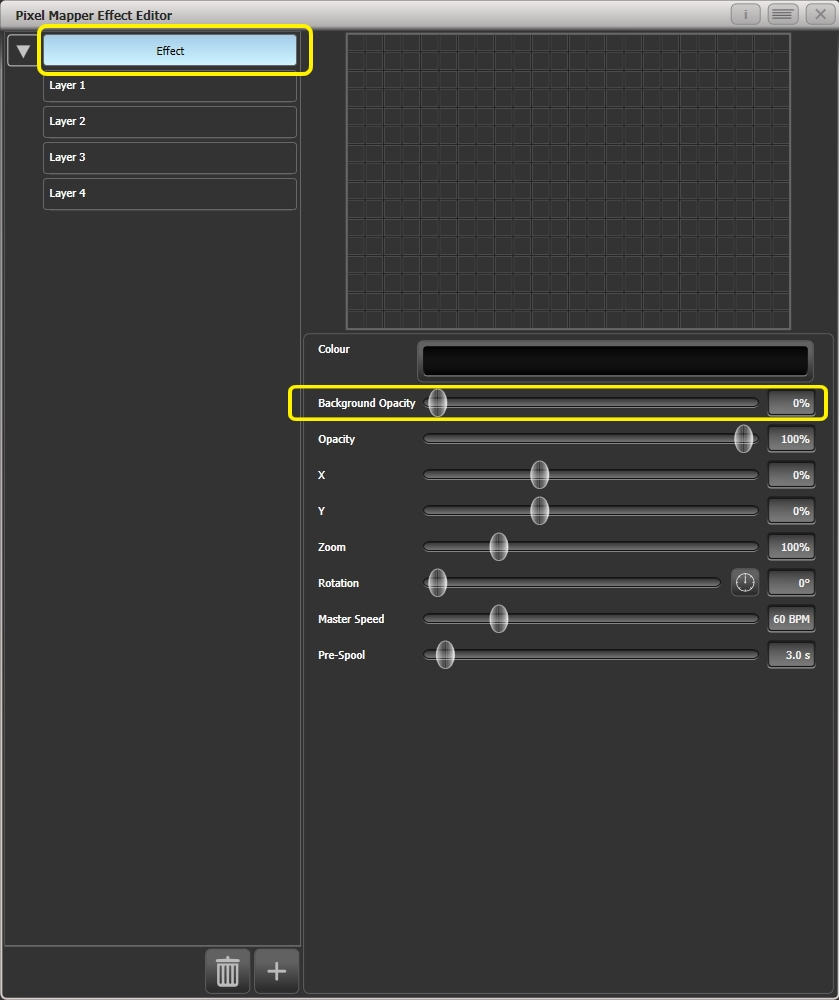 Pixel Mapper Effect Editor
i
Effect
Layer 1
Layer 2
Layer 3
Layer 4
Colour
Background Opacity 0%
Opacity 100%
X 0%
Y 0%
Zoom 100%
Rotation 0°
Master Speed 60 BPM
Pre-Spool 3.0 s